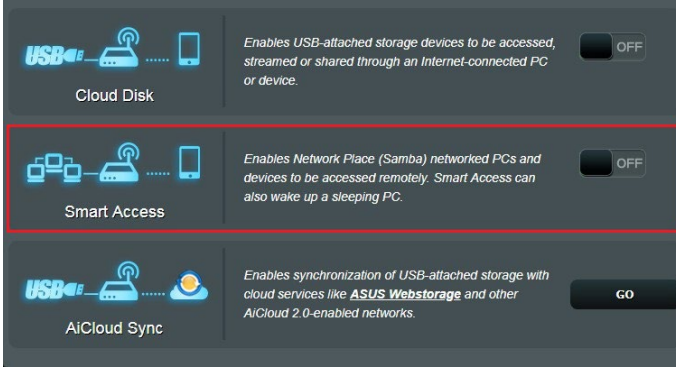 USB
Cloud Disk
Enables USB-attached storage devices to be accessed,
streamed or shared through an Internet-connected PC
or device.
OFF
Smart Access
Enables Network Place (Samba) networked PCs and
devices to be accessed remotely. Smart Access can
also wake up a sleeping PC.
OFF
USB
AiCloud Sync
Enables synchronization of USB-attached storage with
cloud services like ASUS Webstorage and other
AiCloud 2.0-enabled networks.
GO